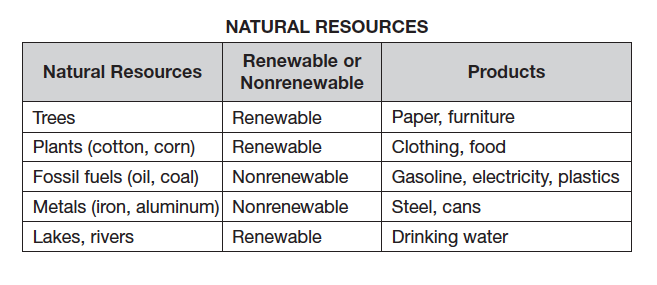 NATURAL RESOURCES
Natural Resources Renewable or Nonrenewable Products
Trees Renewable Paper, furniture
Plants (cotton, corn) Renewable Clothing, food
Fossil fuels (oil, coal) Nonrenewable Gasoline, electricity, plastics
Metals (iron, aluminum) Nonrenewable Steel, cans
Lakes, rivers Renewable Drinking water